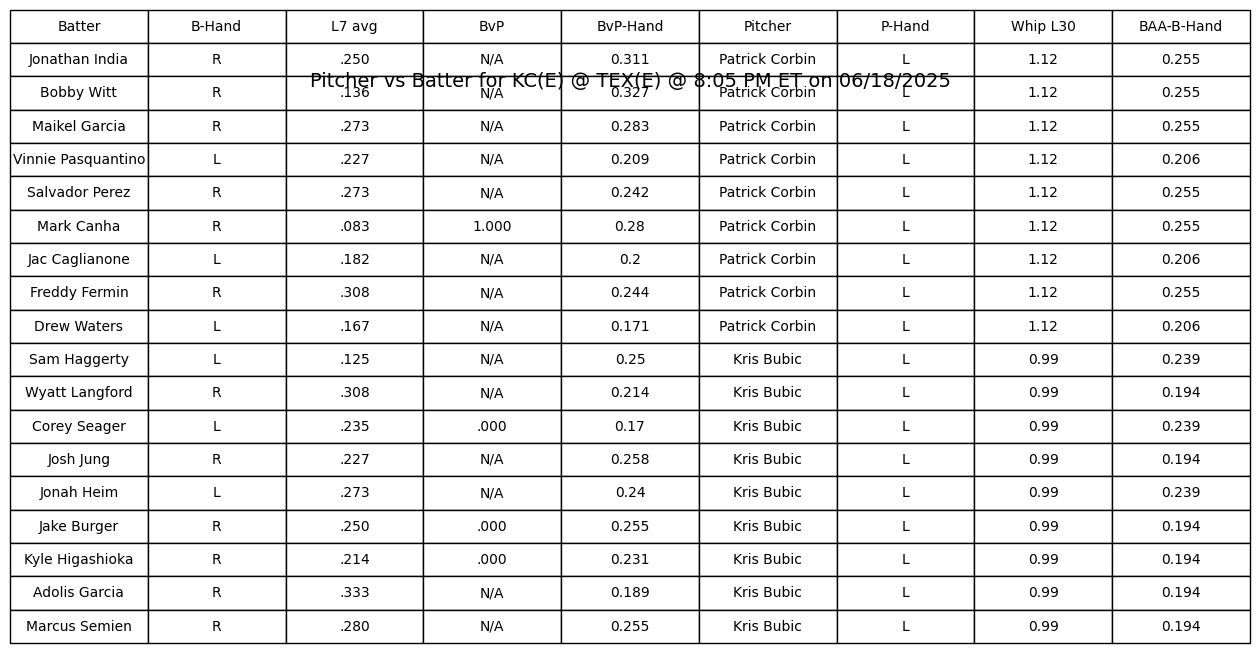 Batter B-Hand L7 avg BvP BvP-Hand Pitcher P-Hand Whip L30 BAA-B-Hand
Jonathan India R .250 N/A 0.311 Patrick Corbin L 1.12 0.255
Pitcher vs Batter for KC(E) @ TEX(E) @ 8:05 PM ET on 06/18/2025
Bobby Witt R .136 N/A 0.327 Patrick Corbin L 1.12 0.255
Maikel Garcia R .273 N/A 0.283 Patrick Corbin L 1.12 0.255
Vinnie Pasquantino L .227 N/A 0.209 Patrick Corbin L 1.12 0.206
Salvador Perez R .273 N/A 0.242 Patrick Corbin L 1.12 0.255
Mark Canha R .083 1.000 0.28 Patrick Corbin L 1.12 0.255
Jac Caglianone L .182 N/A 0.2 Patrick Corbin L 1.12 0.206
Freddy Fermin R .308 N/A 0.244 Patrick Corbin L 1.12 0.255
Drew Waters L .167 N/A 0.171 Patrick Corbin L 1.12 0.206
Sam Haggerty L .125 N/A 0.25 Kris Bubic L 0.99 0.239
Wyatt Langford R .308 N/A 0.214 Kris Bubic L 0.99 0.194
Corey Seager L .235 .000 0.17 Kris Bubic L 0.99 0.239
Josh Jung R .227 N/A 0.258 Kris Bubic L 0.99 0.194
Jonah Heim L .273 N/A 0.24 Kris Bubic L 0.99 0.239
Jake Burger R .250 .000 0.255 Kris Bubic L 0.99 0.194
Kyle Higashioka R .214 .000 0.231 Kris Bubic L 0.99 0.194
Adolis Garcia R .333 N/A 0.189 Kris Bubic L 0.99 0.194
Marcus Semien R .280 N/A 0.255 Kris Bubic L 0.99 0.194